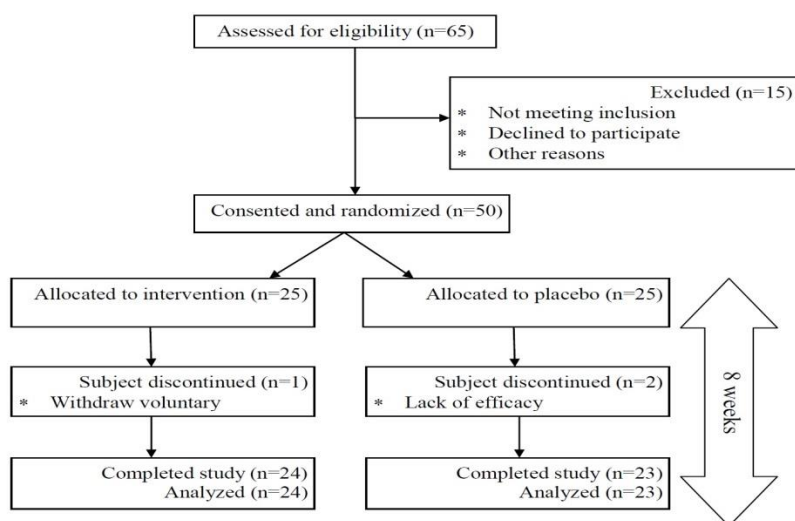 Assessed for eligibility (n=65)
Excluded (n=15)
* Not meeting inclusion
* Declined to participate
* Other reasons
Consented and randomized (n=50)
Allocated to intervention (n=25)
Allocated to placebo (n=25)
Subject discontinued (n=1)
* Withdraw voluntary
Subject discontinued (n=2)
* Lack of efficacy
Completed study (n=24)
Analyzed (n=24)
Completed study (n=23)
Analyzed (n=23)
8 weeks